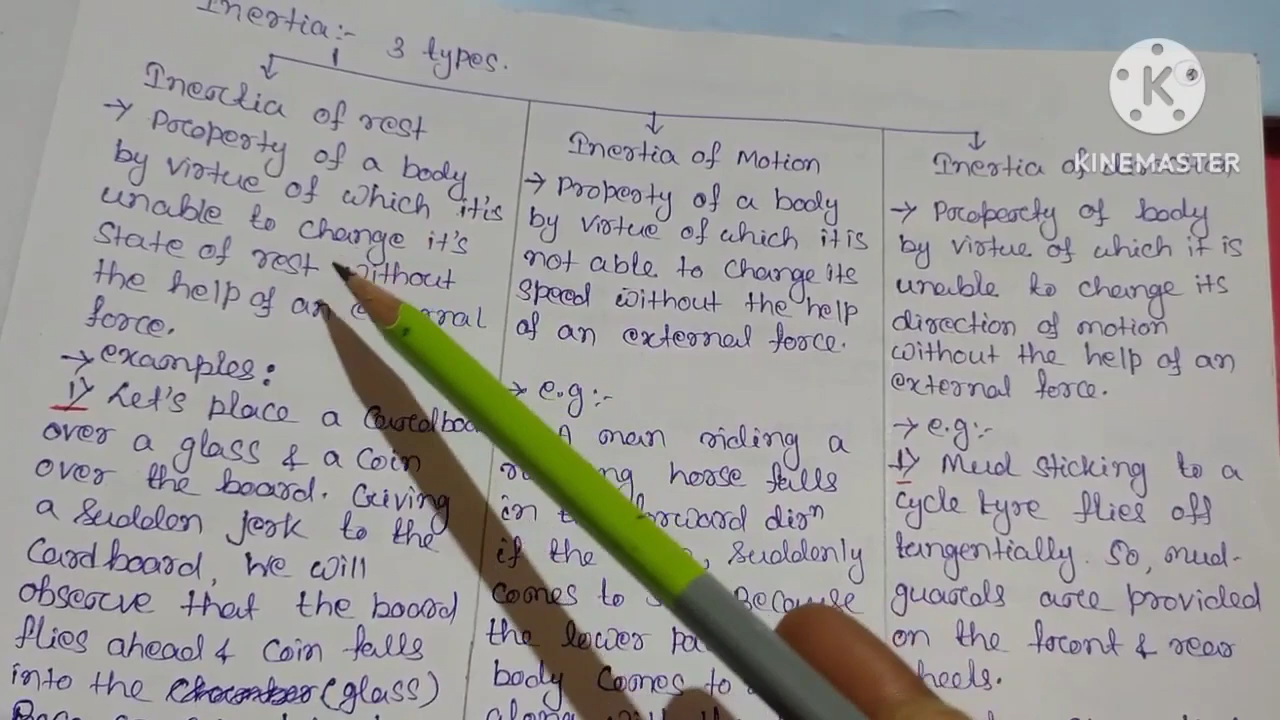 Inertia:- 3 types.
Inertia of rest
→ Property of a body
by virtue of which it is
unable to change it's
state of rest without
the help of an
force.
→ examples:
1) Let's place a
over a glass & a coin
over the board. Giving
a sudden jerk to the
Cardboard, we will
observe that the board
flies ahead & coin falls
into the (glass)
Inertia of Motion
→ Property of a body
by virtue of which it is
not able to change its
speed without the help
of an external force.
→ e.g:-
A man riding a
horse falls
in dirⁿ
if the suddenly
comes to Because
the lower
body comes to
along with the
Inertia of
→ Property of body
by virtue of which it is
unable to change its
direction of motion
without the help of an
external force.
→ e.g:-
1) Mud sticking to a
cycle tyre flies off
tangentially. So, mud-
guards are provided
on the front & rear
K
KINEMASTER